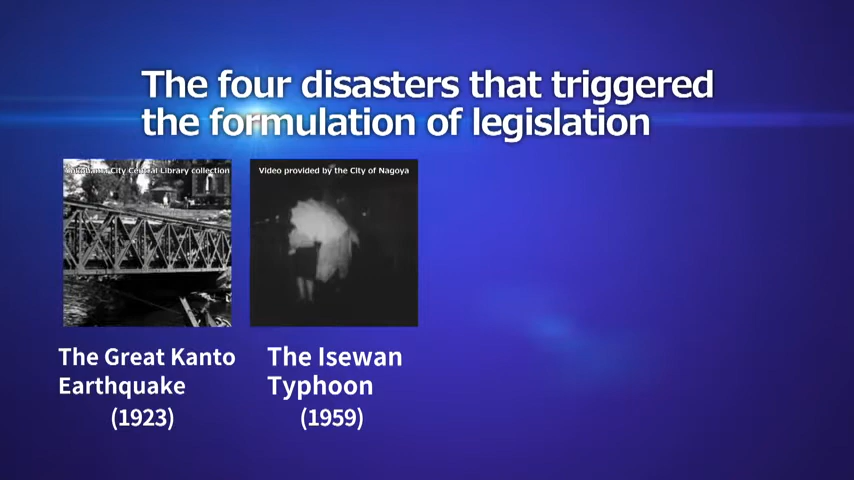 The four disasters that triggered
the formulation of legislation
Yokohama City Central Library collection
Video provided by the City of Nagoya
The Great Kanto
Earthquake
(1923)
The Isewan
Typhoon
(1959)